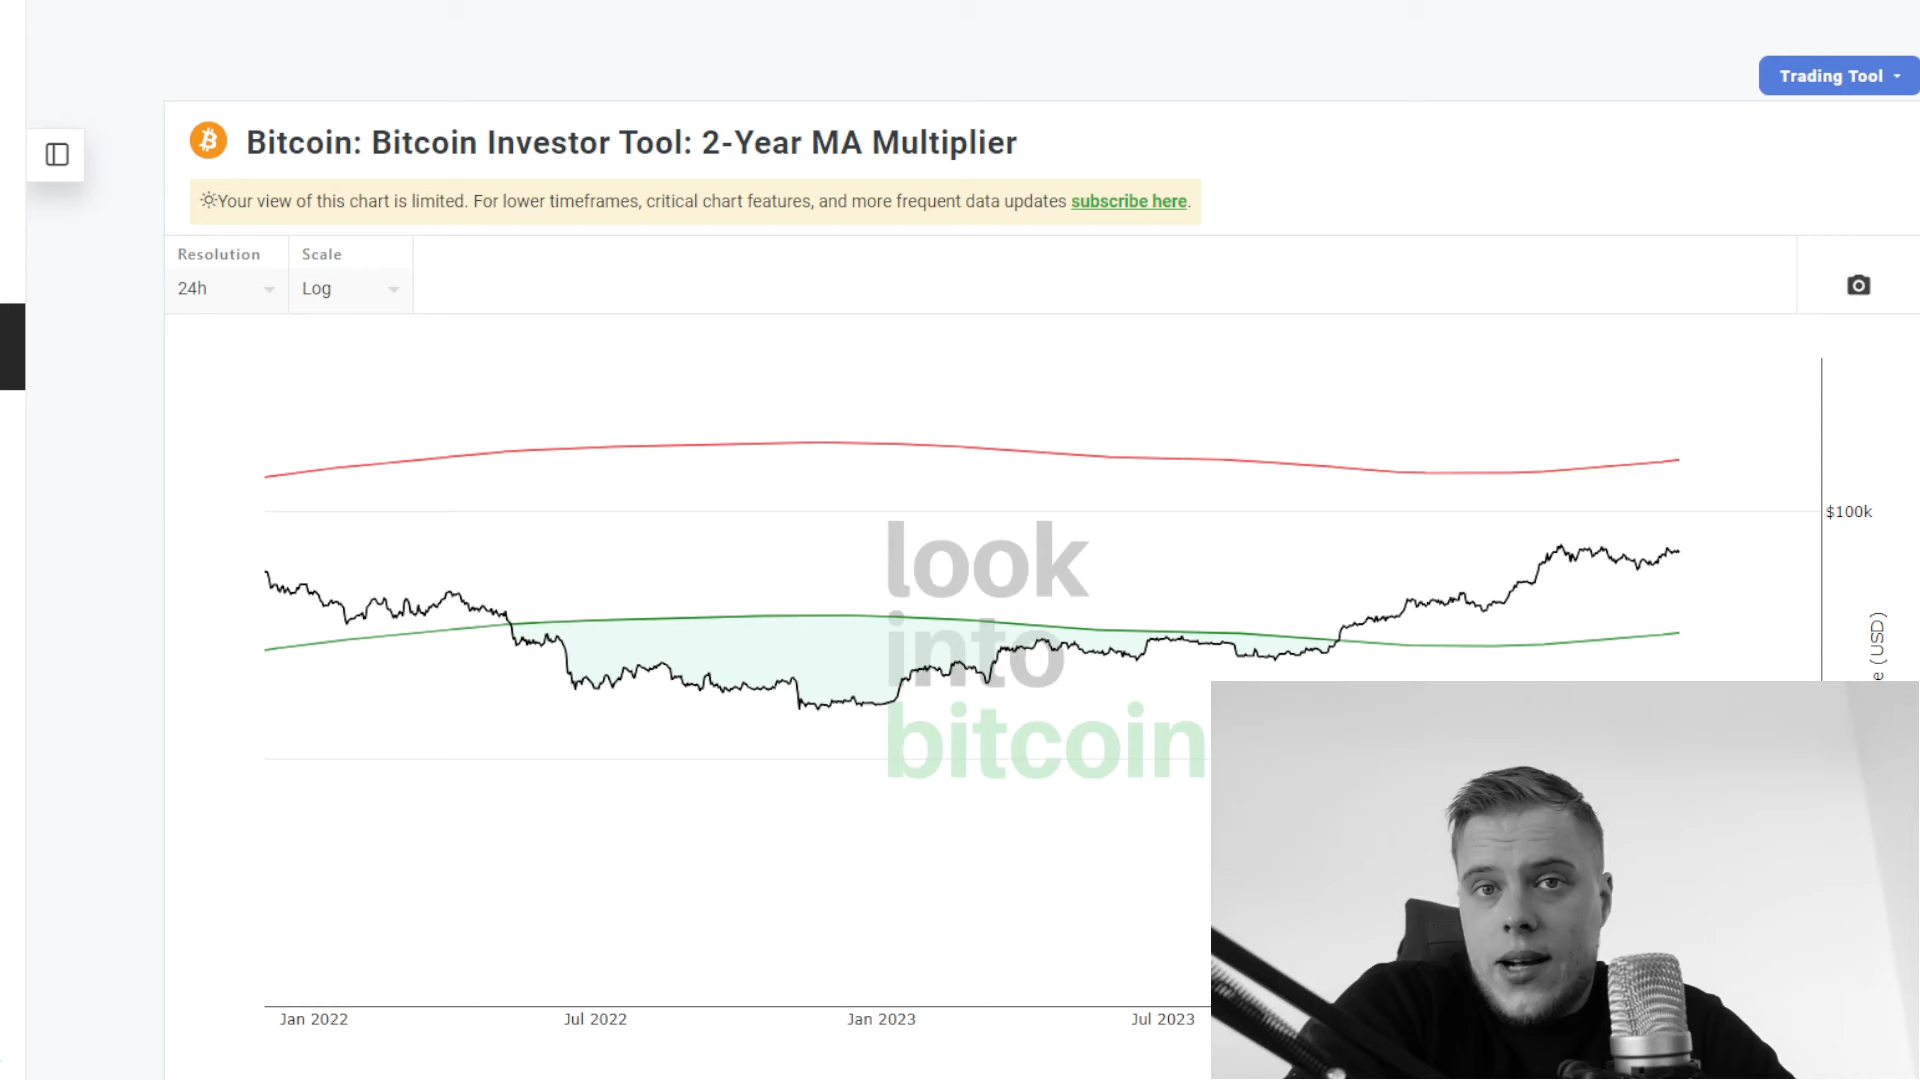 Trading Tool
Bitcoin: Bitcoin Investor Tool: 2-Year MA Multiplier
Your view of this chart is limited. For lower timeframes, critical chart features, and more frequent data updates subscribe here.
Resolution
Scale
24h
Log
$100k
look
into
bitcoin
e (USD)
Jan 2022
Jul 2022
Jan 2023
Jul 2023